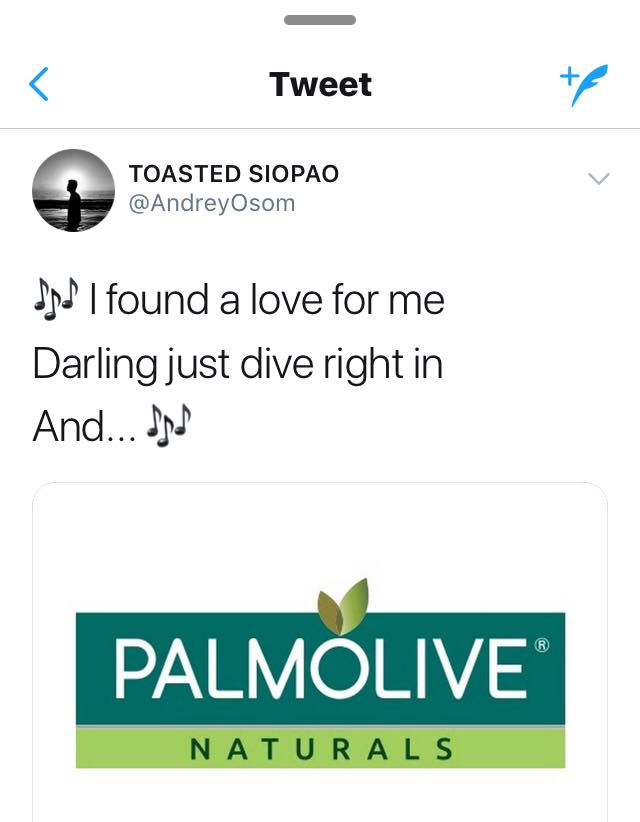 Tweet
TOASTED SIOPAO
@AndreyOsom
🎶 I found a love for me
Darling just dive right in
And... 🎶
PALMOLIVE®
NATURALS